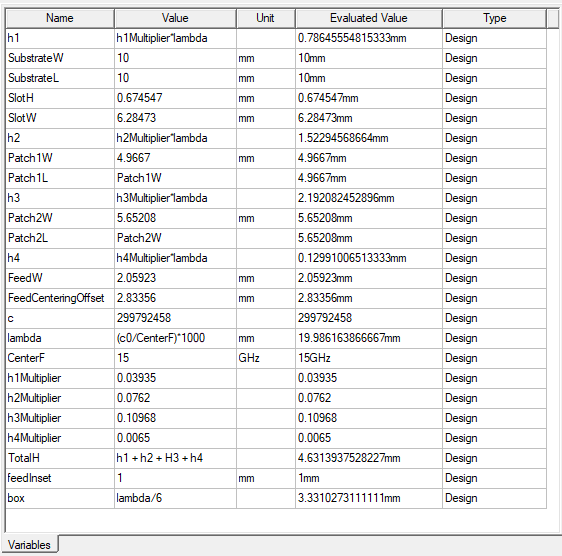 Name Value Unit Evaluated Value Type
h1 h1Multiplier*lambda 0.78645554815333mm Design
SubstrateW 10 mm 10mm Design
SubstrateL 10 mm 10mm Design
SlotH 0.674547 mm 0.674547mm Design
SlotW 6.28473 mm 6.28473mm Design
h2 h2Multiplier*lambda 1.52294568664mm Design
Patch1W 4.9667 mm 4.9667mm Design
Patch1L Patch1W 4.9667mm Design
h3 h3Multiplier*lambda 2.192082452896mm Design
Patch2W 5.65208 mm 5.65208mm Design
Patch2L Patch2W 5.65208mm Design
h4 h4Multiplier*lambda 0.12991006513333mm Design
FeedW 2.05923 mm 2.05923mm Design
FeedCenteringOffset 2.83356 mm 2.83356mm Design
c 299792458 299792458 Design
lambda (c0/CenterF)*1000 mm 19.986163866667mm Design
CenterF 15 GHz 15GHz Design
h1Multiplier 0.03935 0.03935 Design
h2Multiplier 0.0762 0.0762 Design
h3Multiplier 0.10968 0.10968 Design
h4Multiplier 0.0065 0.0065 Design
TotalH h1 + h2 + H3 + h4 4.6313937528227mm Design
feedInset 1 mm 1mm Design
box lambda/6 3.3310273111111mm Design
Variables